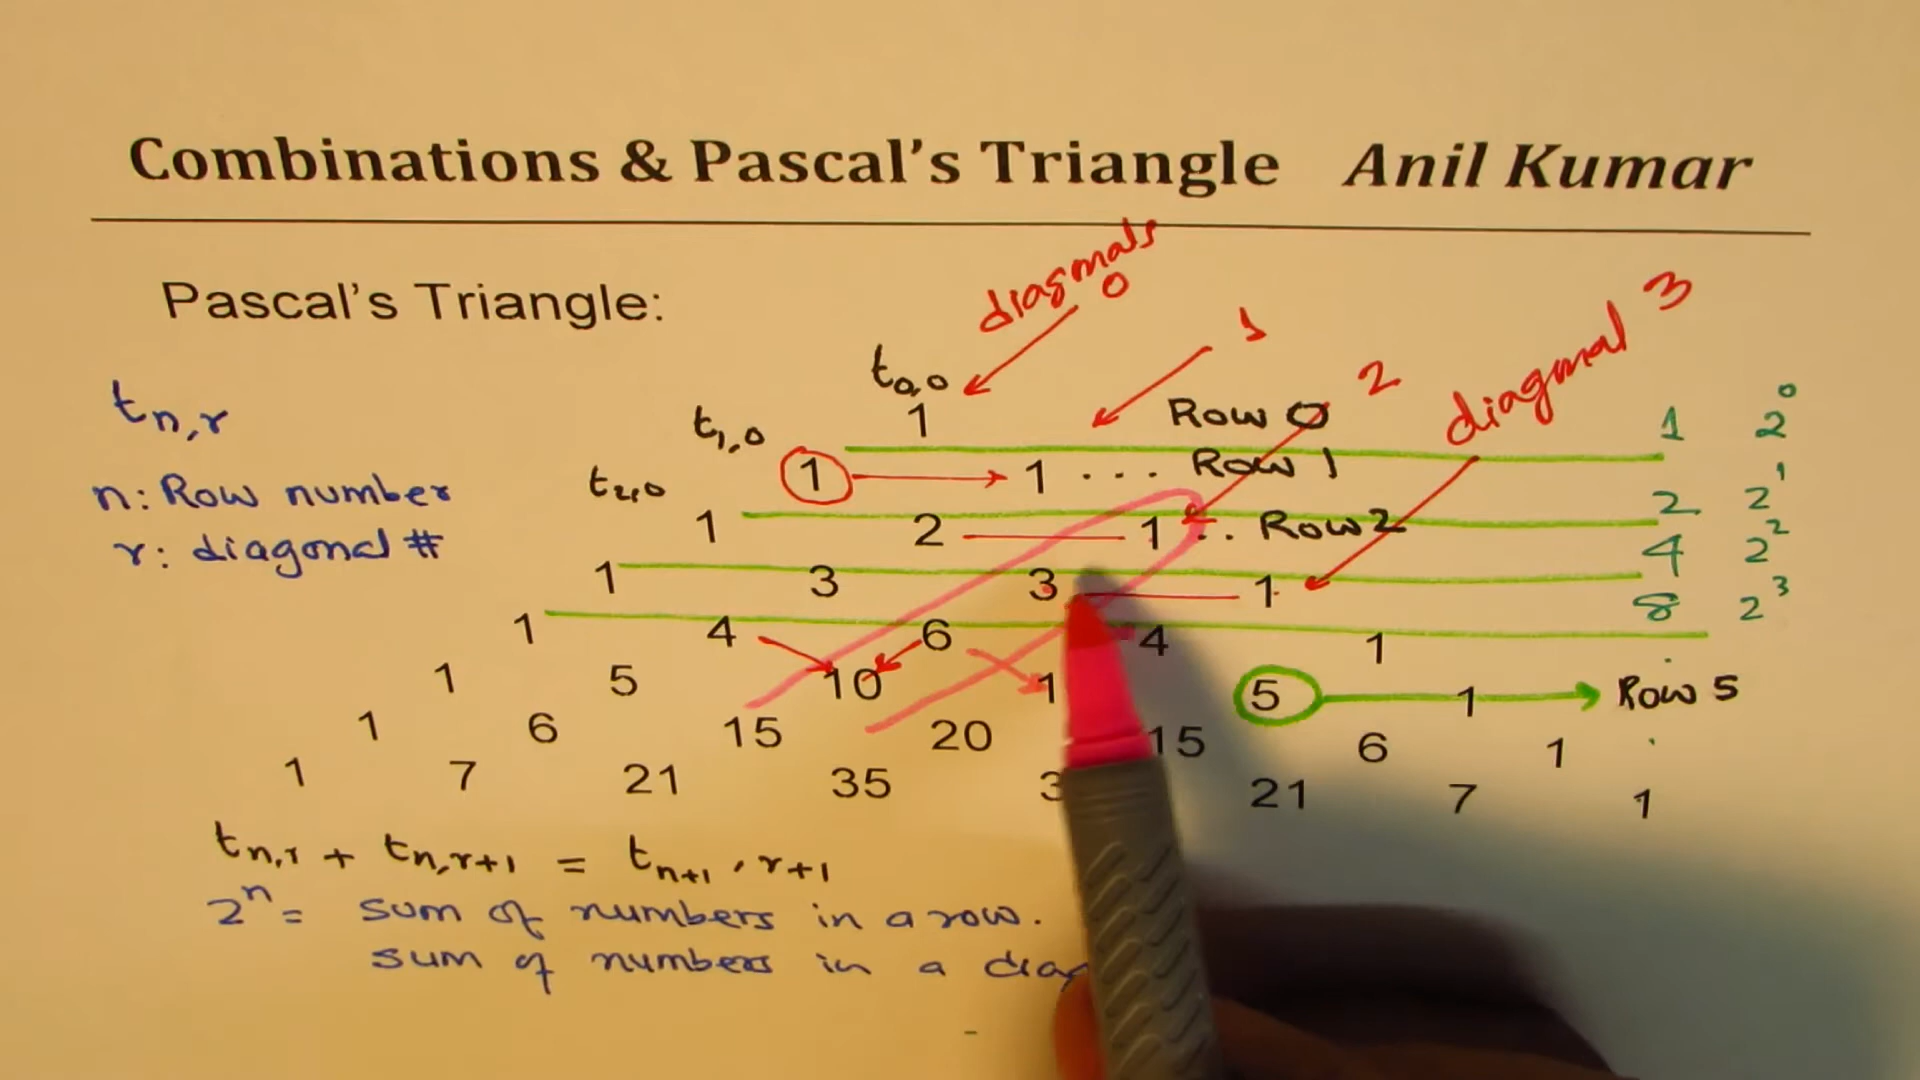 Combinations & Pascal's Triangle Anil Kumar
diagonals
0
1
2
diagonal 3
Pascal's Triangle:
t0,0
tn,r
1 Row 0 1 2^0
t1,0
1 1 ... Row 1 2 2^1
n: Row number
t2,0
1 2 1 .. Row 2 4 2^2
r: diagonal #
1 3 3 1 8 2^3
1 4 6 4 1
1 5 10 5 1 Row 5
1 6 15 20 15 6 1
1 7 21 35 21 7 1
tn,r + tn,r+1 = tn+1,r+1
2^n = sum of numbers in a row.
sum of numbers in a